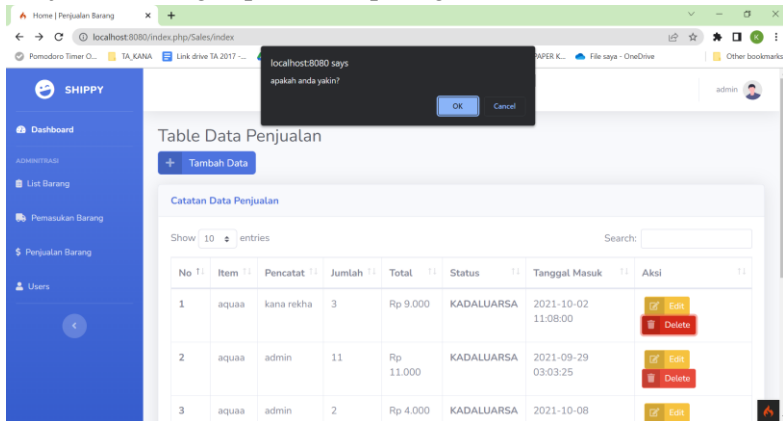 Home | Penjualan Barang
localhost:8080/index.php/Sales/index
Pomodoro Timer O... TA_KANA Link drive TA 2017 -... PAPER K... File saya - OneDrive Other bookmarks
localhost:8080 says
apakah anda yakin?
OK Cancel
SHIPPY
admin
Dashboard
ADMINITRASI
List Barang
Pemasukan Barang
$ Penjualan Barang
Users
Table Data Penjualan
+ Tambah Data
Catatan Data Penjualan
Show 10 entries Search:
No Item Pencatat Jumlah Total Status Tanggal Masuk Aksi
1 aquaa kana rekha 3 Rp 9.000 KADALUARSA 2021-10-02 11:08:00 Edit Delete
2 aquaa admin 11 Rp 11.000 KADALUARSA 2021-09-29 03:03:25 Edit Delete
3 aquaa admin 2 Rp 4.000 KADALUARSA 2021-10-08 Edit